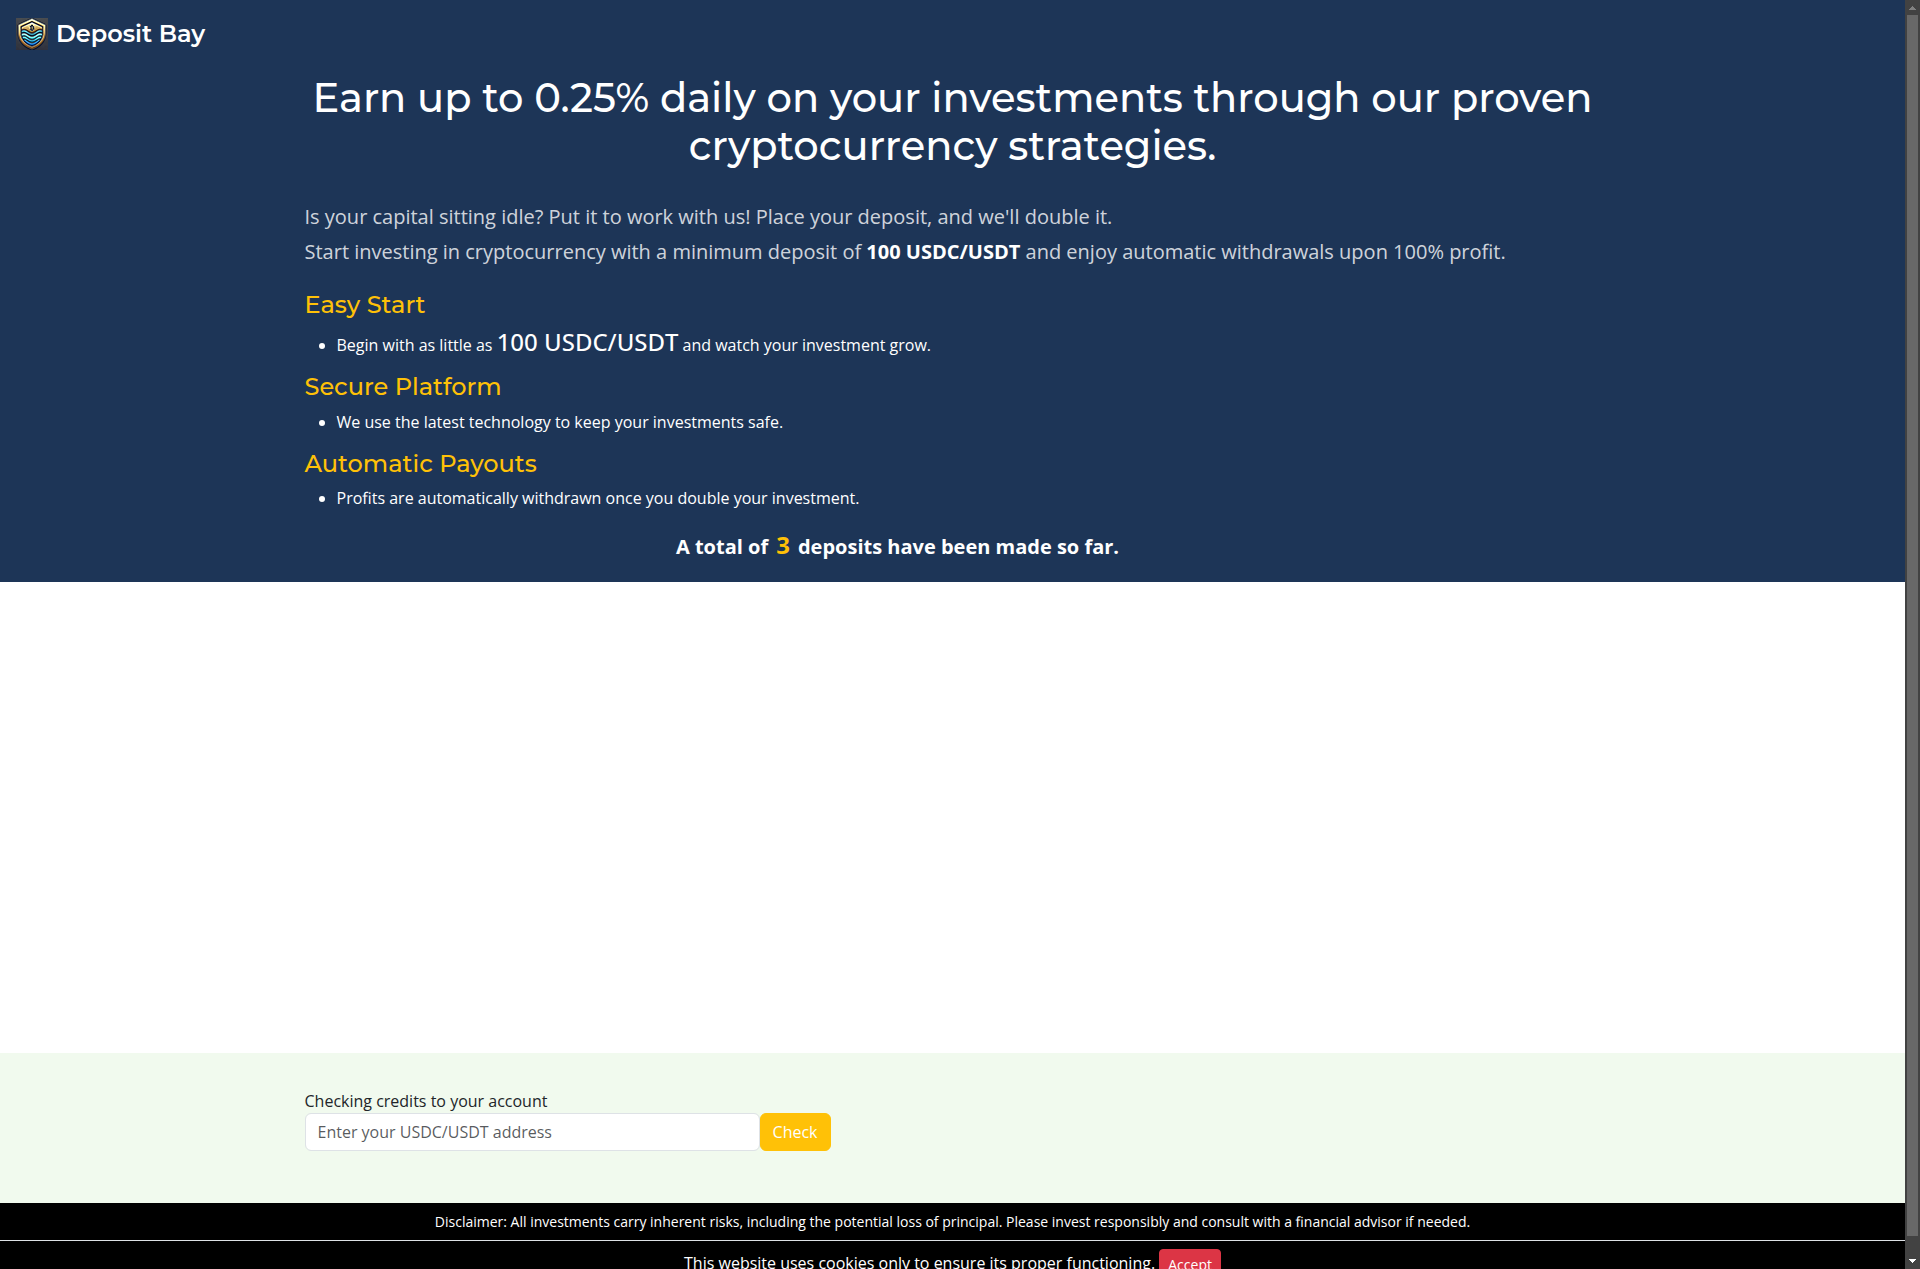 Deposit Bay
Earn up to 0.25% daily on your investments through our proven
cryptocurrency strategies.
Is your capital sitting idle? Put it to work with us! Place your deposit, and we'll double it.
Start investing in cryptocurrency with a minimum deposit of 100 USDC/USDT and enjoy automatic withdrawals upon 100% profit.
Easy Start
• Begin with as little as 100 USDC/USDT and watch your investment grow.
Secure Platform
• We use the latest technology to keep your investments safe.
Automatic Payouts
• Profits are automatically withdrawn once you double your investment.
A total of 3 deposits have been made so far.
Checking credits to your account
Enter your USDC/USDT address Check
Disclaimer: All investments carry inherent risks, including the potential loss of principal. Please invest responsibly and consult with a financial advisor if needed.
This website uses cookies only to ensure its proper functioning. Accept